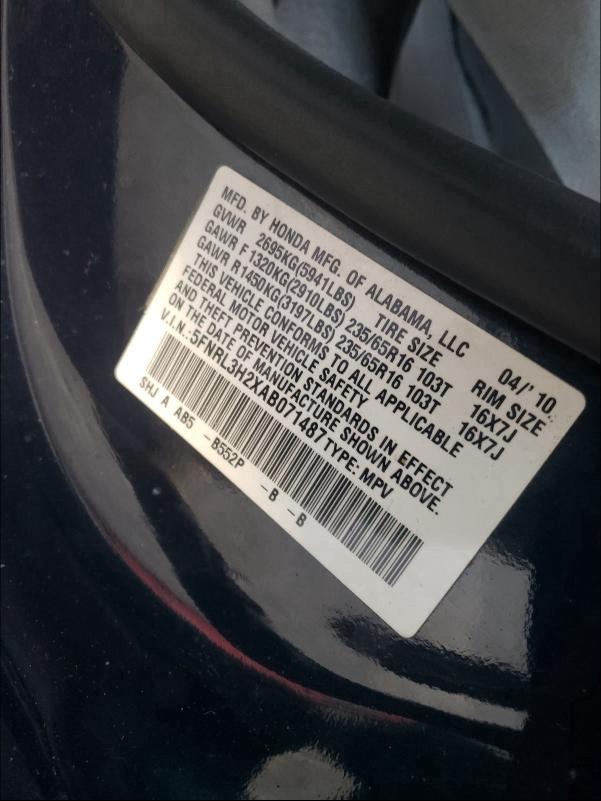 MFD. BY HONDA MFG. OF ALABAMA, LLC 04/'10
GVWR 2695KG(5941LBS) TIRE SIZE RIM SIZE
GAWR F 1320KG(2910LBS) 235/65R16 103T 16X7J
GAWR R1450KG(3197LBS) 235/65R16 103T 16X7J
THIS VEHICLE CONFORMS TO ALL APPLICABLE
FEDERAL MOTOR VEHICLE SAFETY
AND THEFT PREVENTION STANDARDS IN EFFECT
ON THE DATE OF MANUFACTURE SHOWN ABOVE.
V.I.N.:5FNRL3H2XAB071487 TYPE: MPV
SHJ A AB5 -B552P -B -B